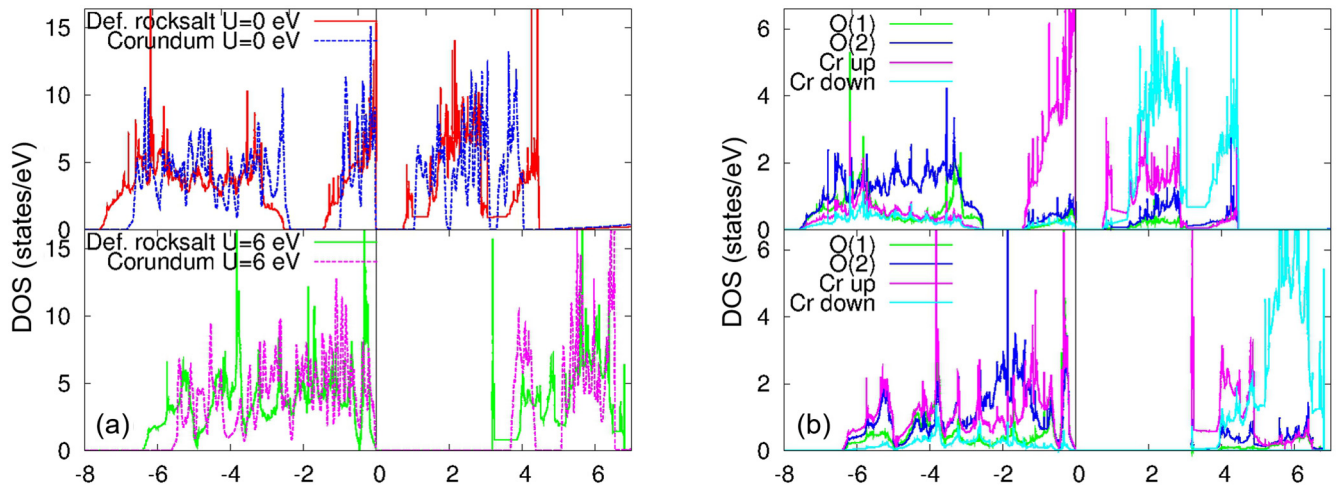 Def. rocksalt U=0 eV
Corundum U=0 eV
15
10
5
0
Def. rocksalt U=6 eV
Corundum U=6 eV
15
10
5
0
DOS (states/eV)
(a)
-8 -6 -4 -2 0 2 4 6
O(1)
O(2)
Cr up
Cr down
6
4
2
0
O(1)
O(2)
Cr up
Cr down
6
4
2
0
DOS (states/eV)
(b)
-8 -6 -4 -2 0 2 4 6